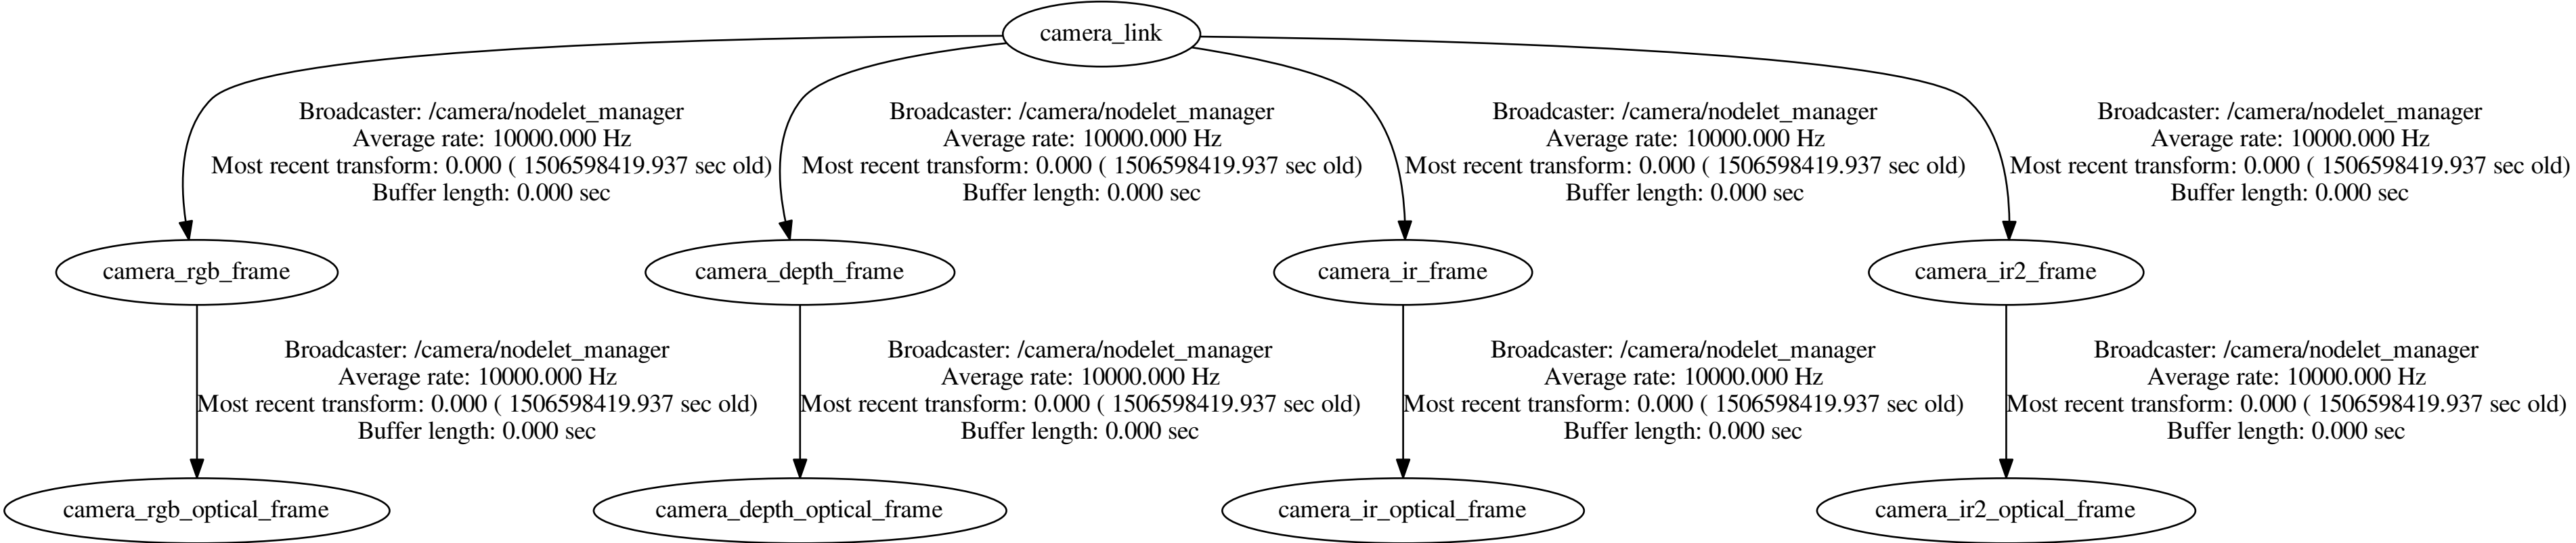 camera_link
Broadcaster: /camera/nodelet_manager
Average rate: 10000.000 Hz
Most recent transform: 0.000 ( 1506598419.937 sec old)
Buffer length: 0.000 sec
Broadcaster: /camera/nodelet_manager
Average rate: 10000.000 Hz
Most recent transform: 0.000 ( 1506598419.937 sec old)
Buffer length: 0.000 sec
Broadcaster: /camera/nodelet_manager
Average rate: 10000.000 Hz
Most recent transform: 0.000 ( 1506598419.937 sec old)
Buffer length: 0.000 sec
Broadcaster: /camera/nodelet_manager
Average rate: 10000.000 Hz
Most recent transform: 0.000 ( 1506598419.937 sec old)
Buffer length: 0.000 sec
camera_rgb_frame
camera_depth_frame
camera_ir_frame
camera_ir2_frame
Broadcaster: /camera/nodelet_manager
Average rate: 10000.000 Hz
Most recent transform: 0.000 ( 1506598419.937 sec old)
Buffer length: 0.000 sec
Broadcaster: /camera/nodelet_manager
Average rate: 10000.000 Hz
Most recent transform: 0.000 ( 1506598419.937 sec old)
Buffer length: 0.000 sec
Broadcaster: /camera/nodelet_manager
Average rate: 10000.000 Hz
Most recent transform: 0.000 ( 1506598419.937 sec old)
Buffer length: 0.000 sec
Broadcaster: /camera/nodelet_manager
Average rate: 10000.000 Hz
Most recent transform: 0.000 ( 1506598419.937 sec old)
Buffer length: 0.000 sec
camera_rgb_optical_frame
camera_depth_optical_frame
camera_ir_optical_frame
camera_ir2_optical_frame